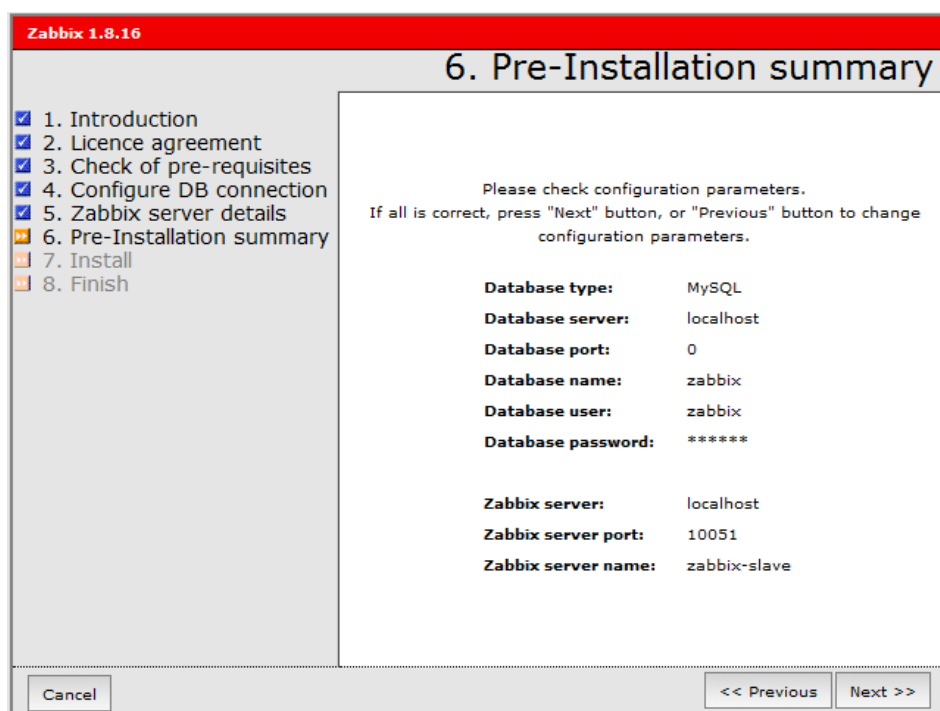 Zabbix 1.8.16
6. Pre-Installation summary
1. Introduction
2. Licence agreement
3. Check of pre-requisites
4. Configure DB connection
5. Zabbix server details
6. Pre-Installation summary
7. Install
8. Finish
Please check configuration parameters.
If all is correct, press "Next" button, or "Previous" button to change
configuration parameters.
Database type: MySQL
Database server: localhost
Database port: 0
Database name: zabbix
Database user: zabbix
Database password: ******
Zabbix server: localhost
Zabbix server port: 10051
Zabbix server name: zabbix-slave
Cancel
<< Previous
Next >>